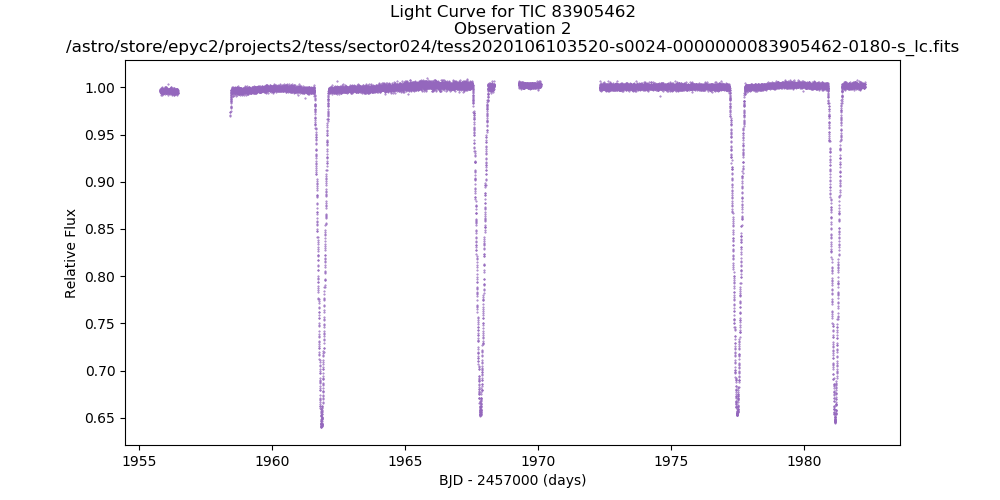 Light Curve for TIC 83905462
Observation 2
/astro/store/epyc2/projects2/tess/sector024/tess2020106103520-s0024-0000000083905462-0180-s_lc.fits
1.00
0.95
0.90
0.85
0.80
0.75
0.70
0.65
Relative Flux
1955
1960
1965
1970
1975
1980
BJD - 2457000 (days)